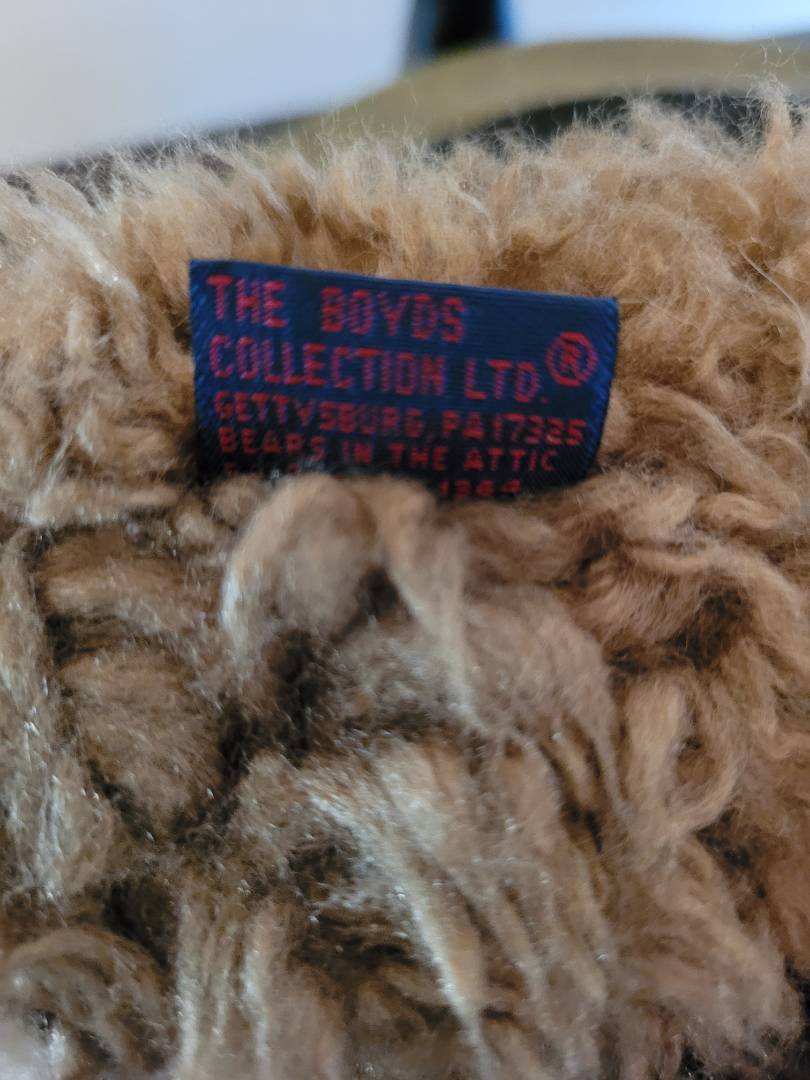 THE BOYDS
COLLECTION LTD.®
GETTYSBURG, PA 17325
BEARS IN THE ATTIC